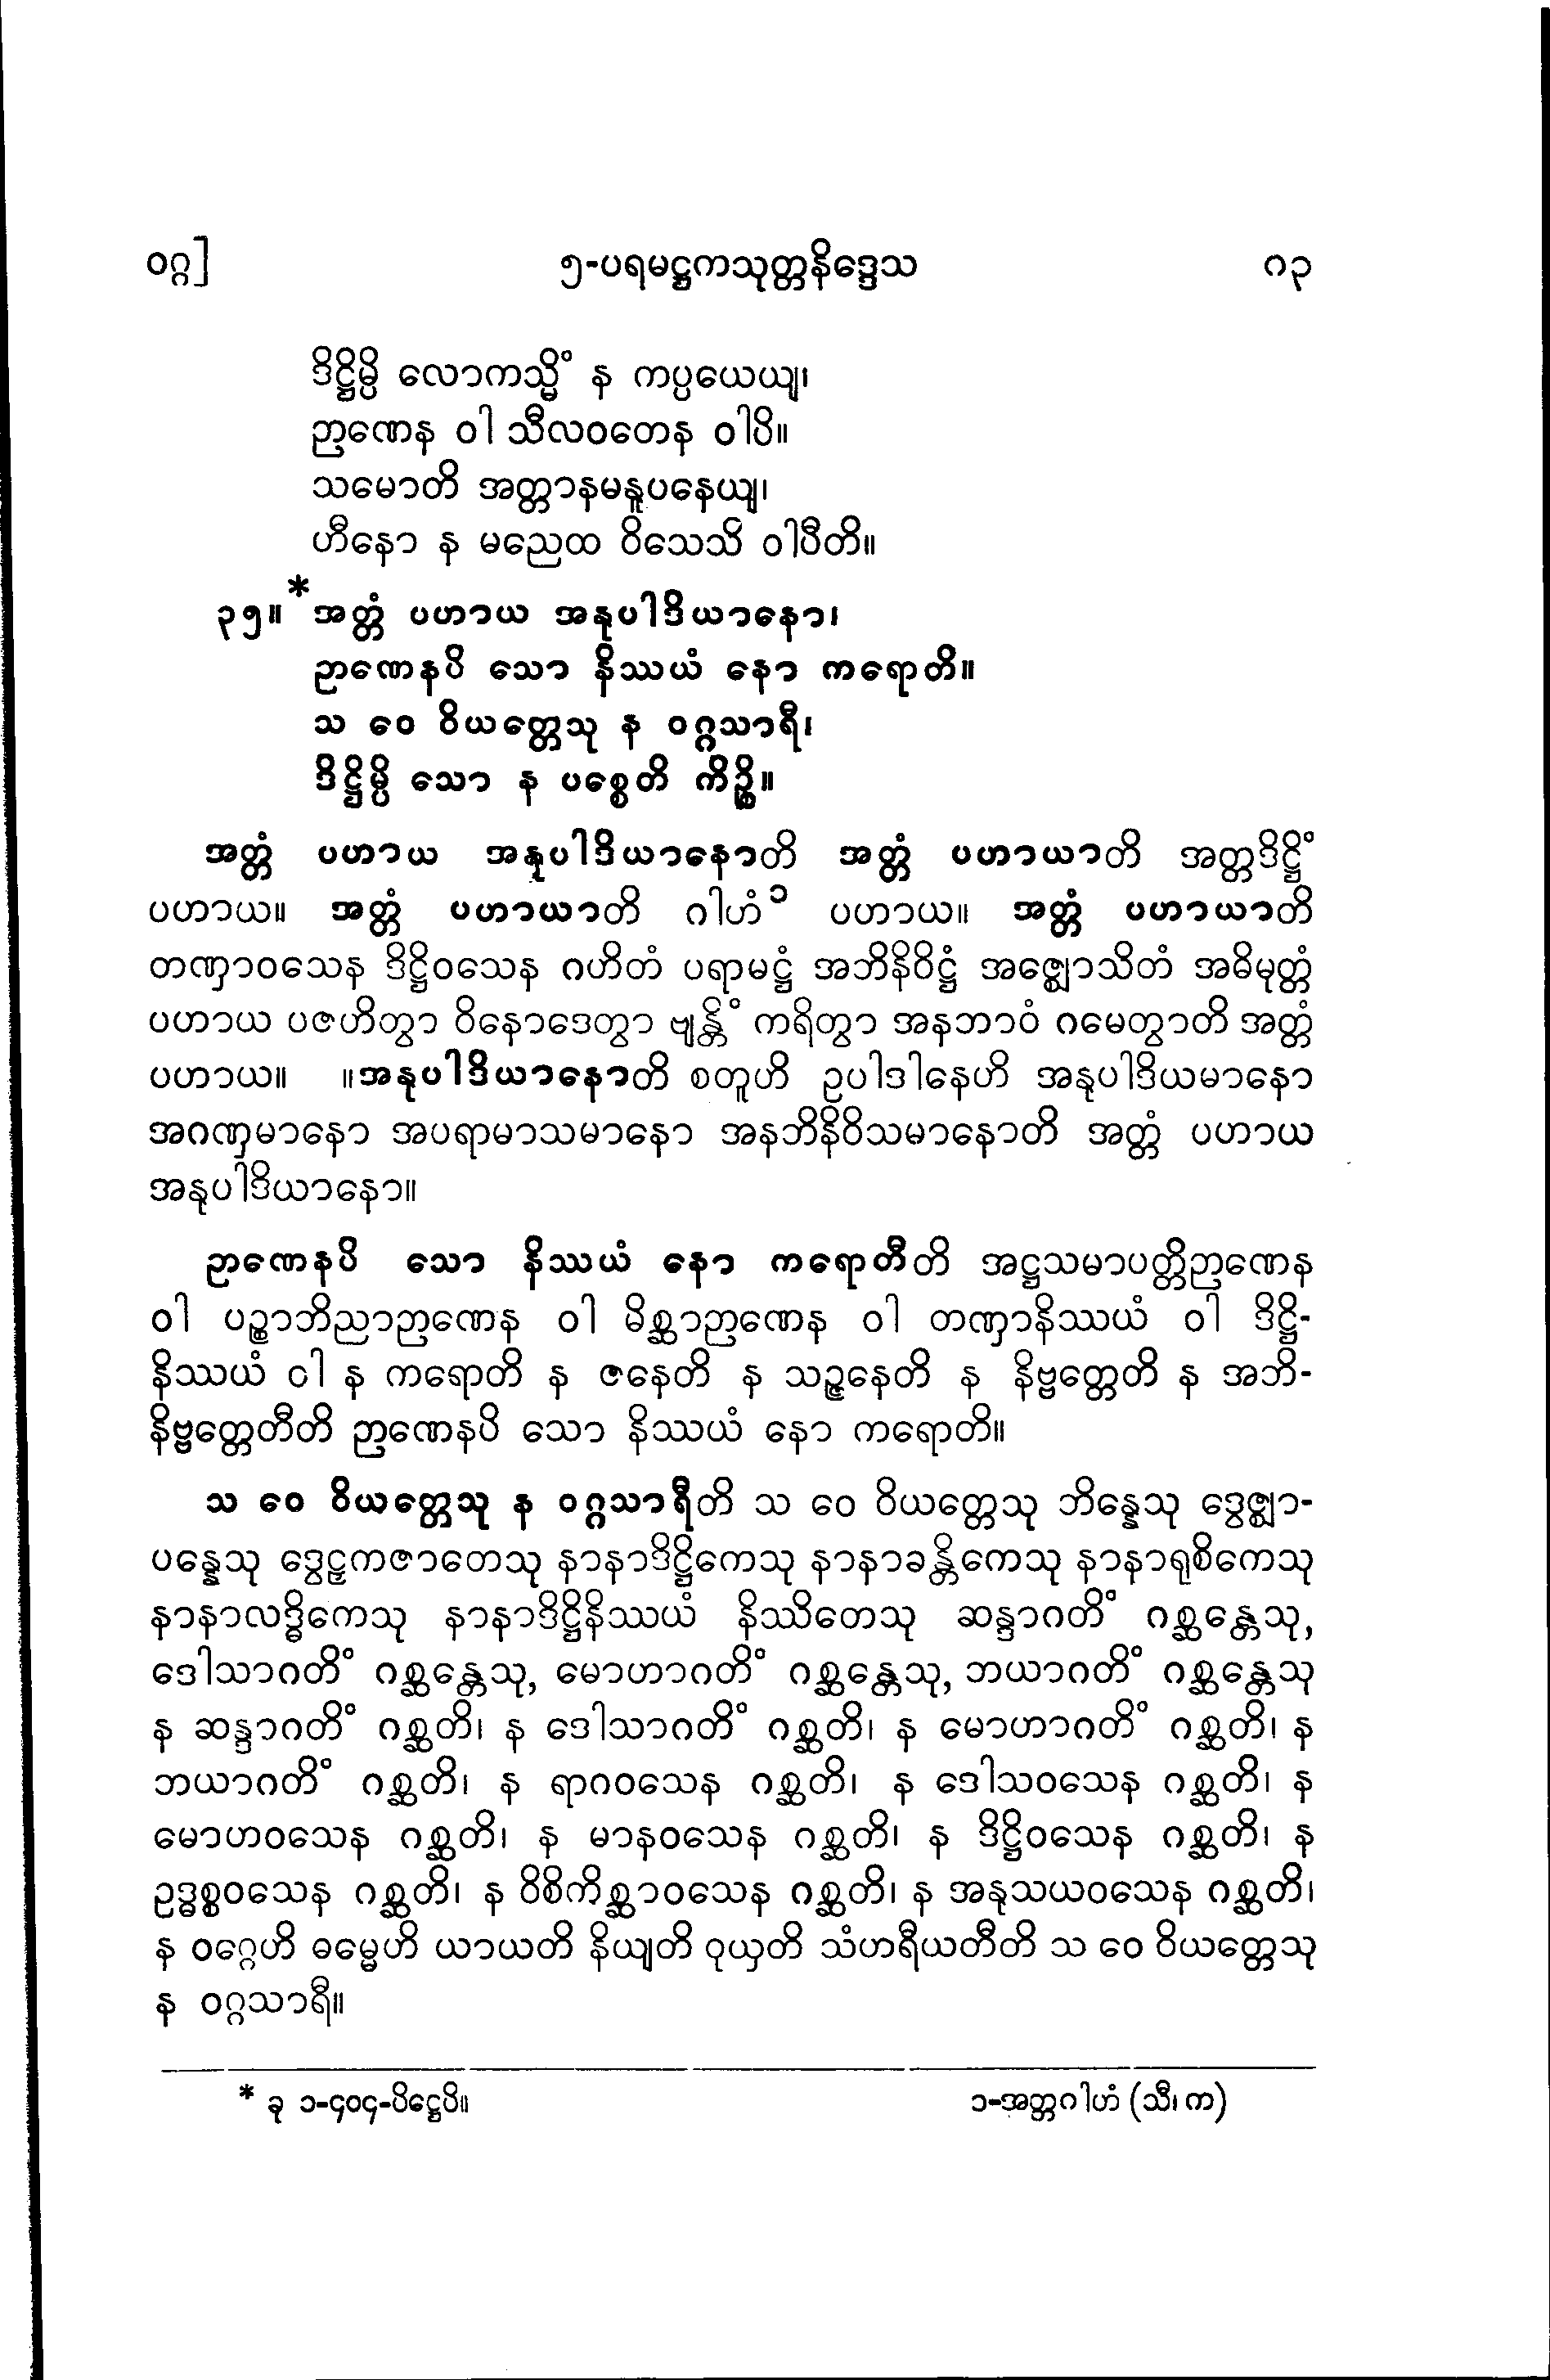 ဝဂ္ဂ] ၅-ပရမဋ္ဌကသုတ္တနိဒ္ဒေသ ၈၃
ဒိဋ္ဌိမ္ပိ လောကသ္မိံ န ကပ္ပယေယျ၊
ဉာဏေန ဝါ သီလဝတေန ဝါပိ။
သမောတိ အတ္တာနမနူပနေယျ၊
ဟီနော န မညေထ ဝိသေသိ ဝါပီတိ။
၃၅။ *အတ္တံ ပဟာယ အနုပါဒိယာနော၊
ဉာဏေနပိ သော နိဿယံ နော ကရောတိ။
သ ဝေ ဝိယတ္တေသု န ဝဂ္ဂသာရီ၊
ဒိဋ္ဌိမ္ပိ သော န ပစ္စေတိ ကိဉ္စိ။
အတ္တံ ပဟာယ အနုပါဒိယာနောတိ အတ္တံ ပဟာယာတိ အတ္တဒိဋ္ဌိံ
ပဟာယ။ အတ္တံ ပဟာယာတိ ဂါဟံ၁ ပဟာယ။ အတ္တံ ပဟာယာတိ
တဏှာဝသေန ဒိဋ္ဌိဝသေန ဂဟိတံ ပရာမဋ္ဌံ အဘိနိဝိဋ္ဌံ အဇ္ဈောသိတံ အဓိမုတ္တံ
ပဟာယ ပဇဟိတွာ ဝိနောဒေတွာ ဗျန္တိံ ကရိတွာ အနဘာဝံ ဂမေတွာတိ အတ္တံ
ပဟာယ။ ။အနုပါဒိယာနောတိ စတူဟိ ဥပါဒါနေဟိ အနုပါဒိယမာနော
အဂဏှမာနော အပရာမာသမာနော အနဘိနိဝိသမာနောတိ အတ္တံ ပဟာယ
အနုပါဒိယာနော။
ဉာဏေနပိ သော နိဿယံ နော ကရောတီတိ အဋ္ဌသမာပတ္တိဉာဏေန
ဝါ ပဉ္စာဘိညာဉာဏေန ဝါ မိစ္ဆာဉာဏေန ဝါ တဏှာနိဿယံ ဝါ ဒိဋ္ဌိ-
နိဿယံ ဝါ န ကရောတိ န ဇနေတိ န သဉ္ဇနေတိ န နိဗ္ဗတ္တေတိ န အဘိ-
နိဗ္ဗတ္တေတီတိ ဉာဏေနပိ သော နိဿယံ နော ကရောတိ။
သ ဝေ ဝိယတ္တေသု န ဝဂ္ဂသာရီတိ သ ဝေ ဝိယတ္တေသု ဘိန္နေသု ဒွေဇ္ဈာ-
ပန္နေသု ဒွေဠှကဇာတေသု နာနာဒိဋ္ဌိကေသု နာနာခန္တိကေသု နာနာရုစိကေသု
နာနာလဒ္ဓိကေသု နာနာဒိဋ္ဌိနိဿယံ နိဿိတေသု ဆန္ဒာဂတိံ ဂစ္ဆန္တေသု,
ဒေါသာဂတိံ ဂစ္ဆန္တေသု, မောဟာဂတိံ ဂစ္ဆန္တေသု, ဘယာဂတိံ ဂစ္ဆန္တေသု
န ဆန္ဒာဂတိံ ဂစ္ဆတိ၊ န ဒေါသာဂတိံ ဂစ္ဆတိ၊ န မောဟာဂတိံ ဂစ္ဆတိ၊ န
ဘယာဂတိံ ဂစ္ဆတိ၊ န ရာဂဝသေန ဂစ္ဆတိ၊ န ဒေါသဝသေန ဂစ္ဆတိ၊ န
မောဟဝသေန ဂစ္ဆတိ၊ န မာနဝသေန ဂစ္ဆတိ၊ န ဒိဋ္ဌိဝသေန ဂစ္ဆတိ၊ န
ဥဒ္ဓစ္စဝသေန ဂစ္ဆတိ၊ န ဝိစိကိစ္ဆာဝသေန ဂစ္ဆတိ၊ န အနုသယဝသေန ဂစ္ဆတိ၊
န ဝဂ္ဂေဟိ ဓမ္မေဟိ ယာယတိ နိယျတိ ဝုယှတိ သံဟရီယတီတိ သ ဝေ ဝိယတ္တေသု
န ဝဂ္ဂသာရီ။
* ခု ၁-၄၀၄-ပိဋ္ဌေပိ။ ၁-အတ္တဂါဟံ (သီ၊ က)